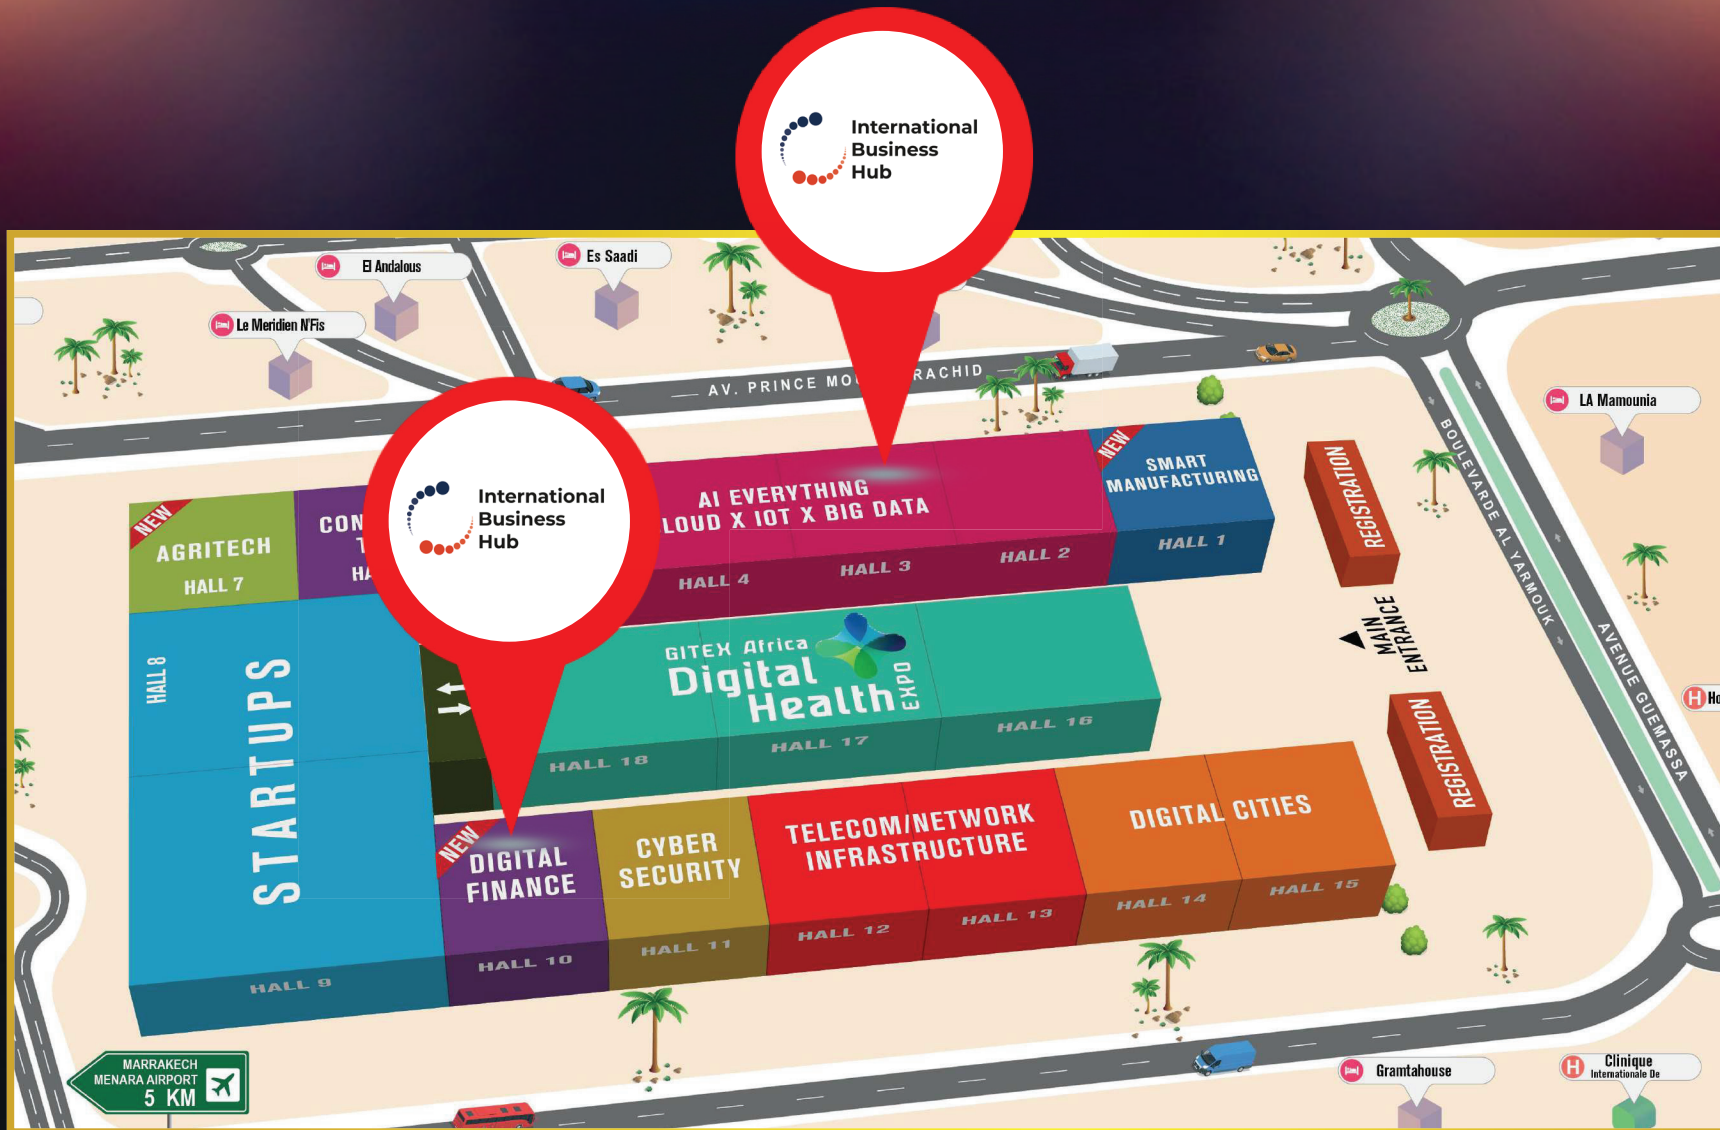 International
Business
Hub
Es Saadi
El Andalous
Le Meridien N'Fis
AV. PRINCE RACHID
LA Mamounia
International
Business
Hub
NEW
AGRITECH
HALL 7
AI EVERYTHING
LOUD X IOT X BIG DATA
HALL 4
HALL 3
HALL 2
NEW
SMART
MANUFACTURING
HALL 1
REGISTRATION
BOULEVARDE AL YARMOUK
AVENUE GUEMASSA
MAIN
ENTRANCE
REGISTRATION
HALL 8
STARTUPS
HALL 9
GITEX Africa
Digital
Health
EXPO
HALL 18
HALL 17
HALL 16
NEW
DIGITAL
FINANCE
HALL 10
CYBER
SECURITY
HALL 11
TELECOM/NETWORK
INFRASTRUCTURE
HALL 12
HALL 13
DIGITAL CITIES
HALL 14
HALL 15
MARRAKECH
MENARA AIRPORT
5 KM
Gramtahouse
H
Clinique
Internationale De
H